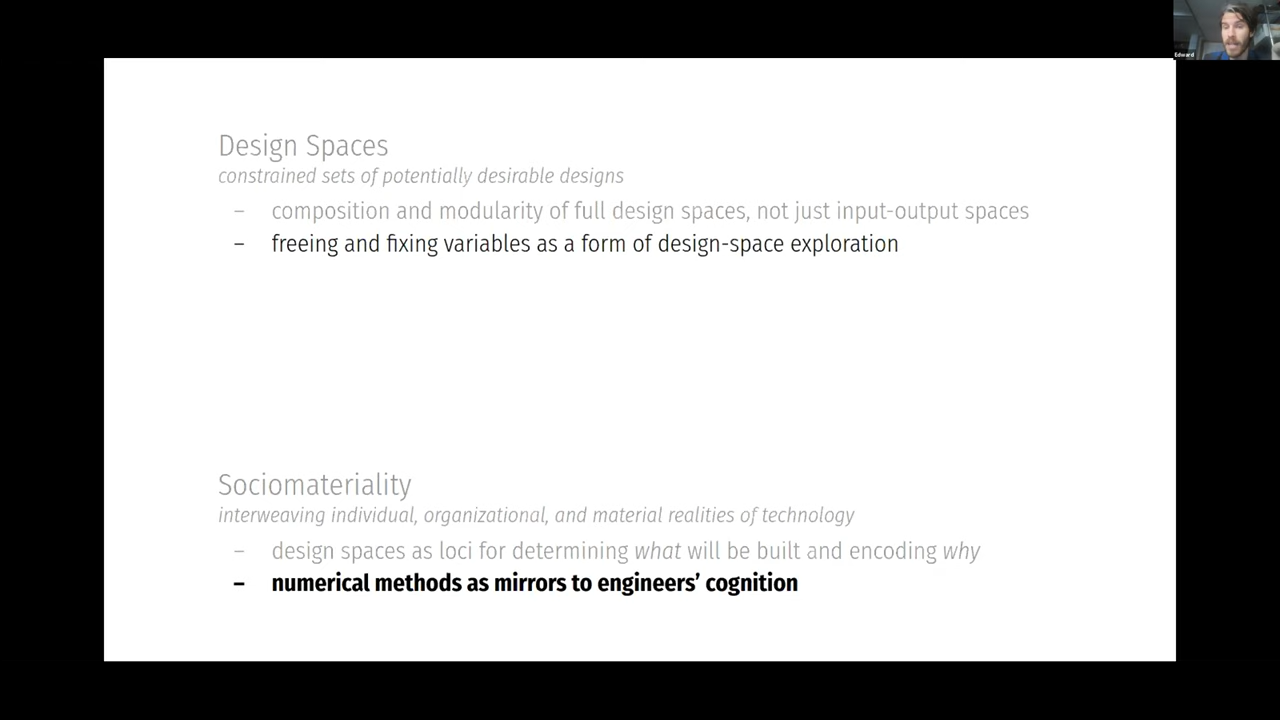 Edward
Design Spaces
constrained sets of potentially desirable designs
– composition and modularity of full design spaces, not just input-output spaces
– freeing and fixing variables as a form of design-space exploration
Sociomateriality
interweaving individual, organizational, and material realities of technology
– design spaces as loci for determining what will be built and encoding why
– numerical methods as mirrors to engineers’ cognition